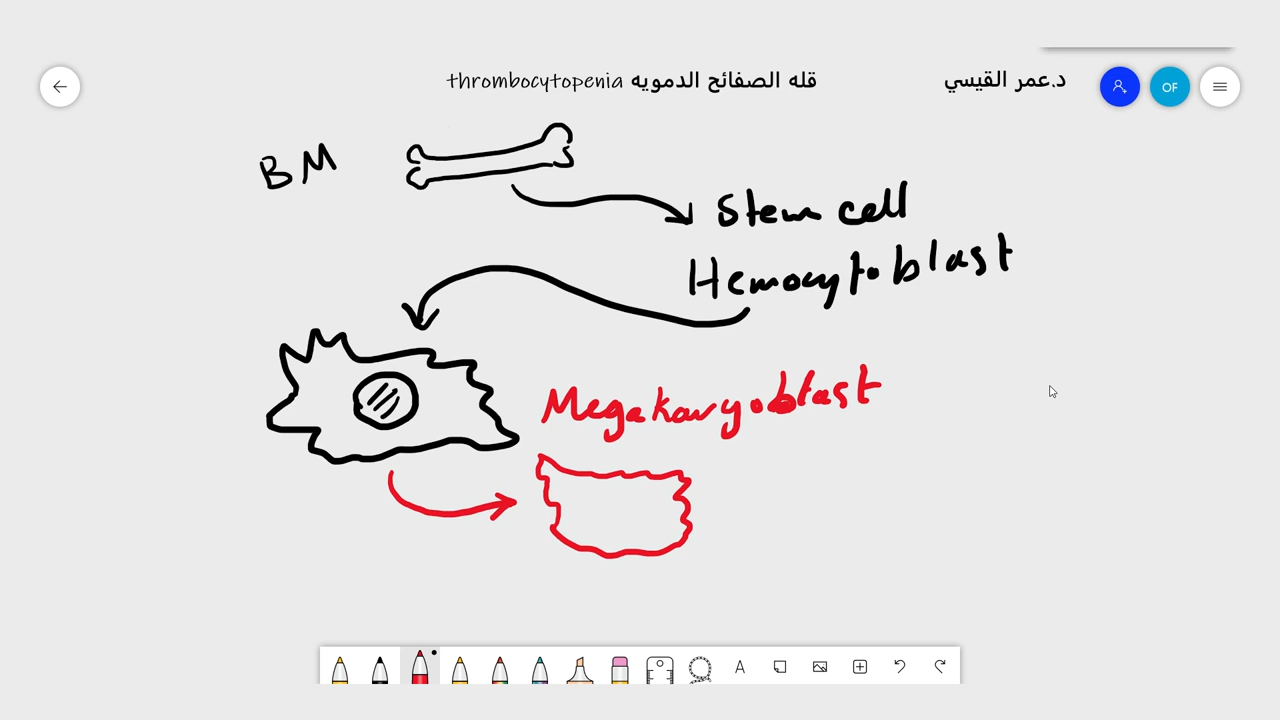 thrombocytopenia قله الصفائح الدمويه
د.عمر القيسي
OF
BM
Stem cell
Hemocytoblast
Megakaryoblast
A